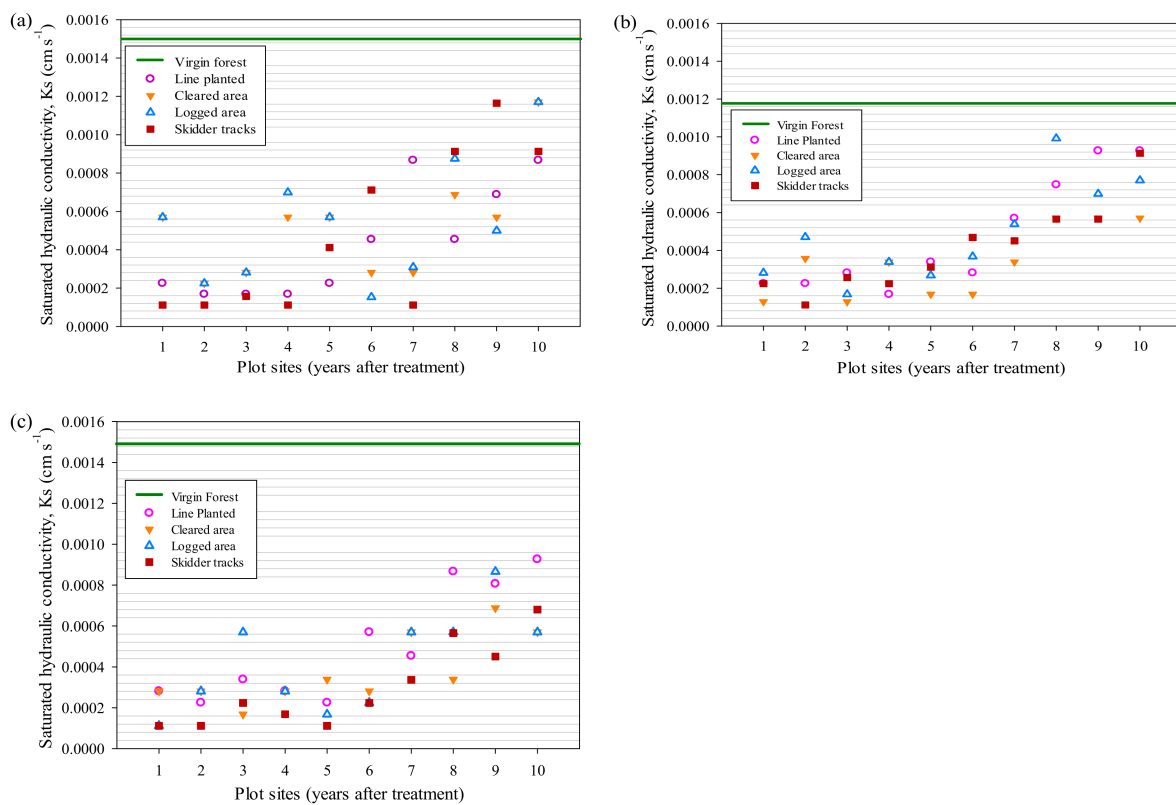 (a)
Saturated hydraulic conductivity, Ks (cm s⁻¹)
0.0016
0.0014
0.0012
0.0010
0.0008
0.0006
0.0004
0.0002
0.0000
Virgin forest
Line planted
Cleared area
Logged area
Skidder tracks
1 2 3 4 5 6 7 8 9 10
Plot sites (years after treatment)
(b)
Saturated hydraulic conductivity, Ks (cm s⁻¹)
0.0016
0.0014
0.0012
0.0010
0.0008
0.0006
0.0004
0.0002
0.0000
Virgin Forest
Line Planted
Cleared area
Logged area
Skidder tracks
1 2 3 4 5 6 7 8 9 10
Plot sites (years after treatment)
(c)
Saturated hydraulic conductivity, Ks (cm s⁻¹)
0.0016
0.0014
0.0012
0.0010
0.0008
0.0006
0.0004
0.0002
0.0000
Virgin Forest
Line Planted
Cleared area
Logged area
Skidder tracks
1 2 3 4 5 6 7 8 9 10
Plot sites (years after treatment)